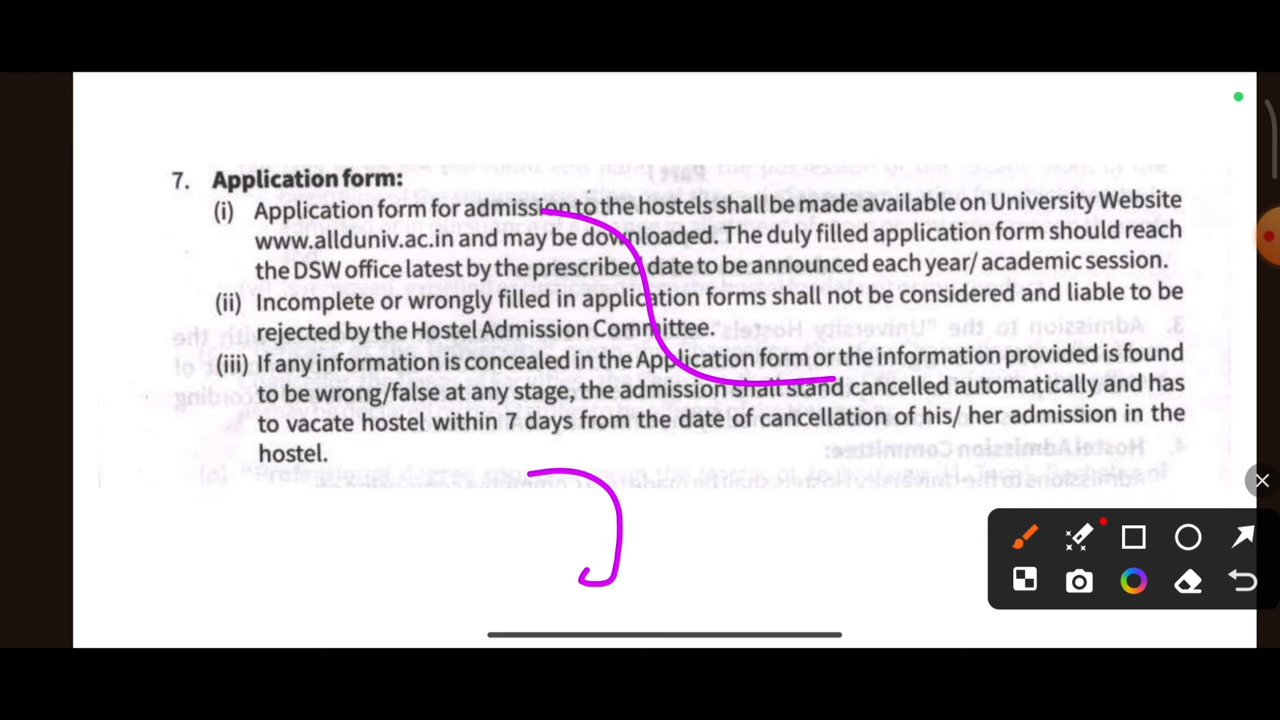 7. Application form:
(i) Application form for admission to the hostels shall be made available on University Website
www.allduniv.ac.in and may be downloaded. The duly filled application form should reach
the DSW office latest by the prescribed date to be announced each year/ academic session.
(ii) Incomplete or wrongly filled in application forms shall not be considered and liable to be
rejected by the Hostel Admission Committee.
(iii) If any information is concealed in the Application form or the information provided is found
to be wrong/false at any stage, the admission shall stand cancelled automatically and has
to vacate hostel within 7 days from the date of cancellation of his/ her admission in the
hostel.